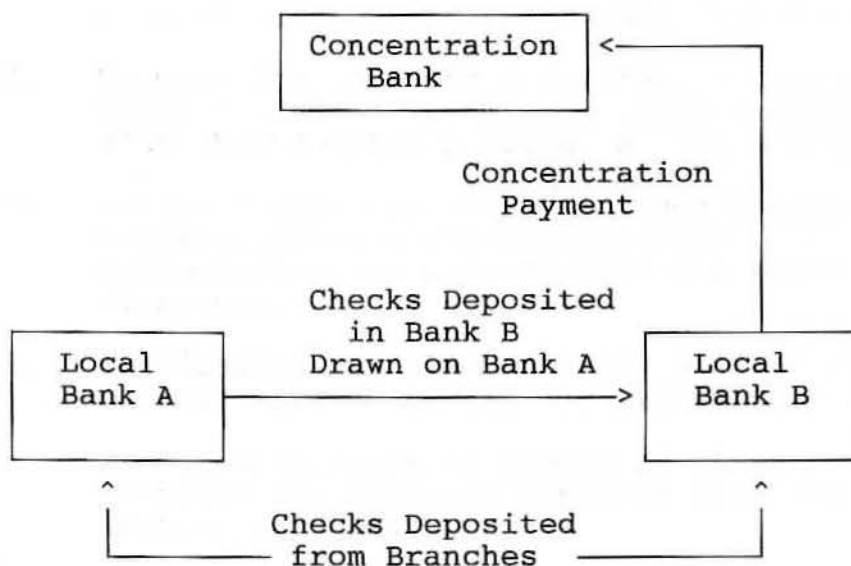 Concentration
Bank
Concentration
Payment
Checks Deposited
in Bank B
Drawn on Bank A
Local
Bank A
Local
Bank B
Checks Deposited
from Branches